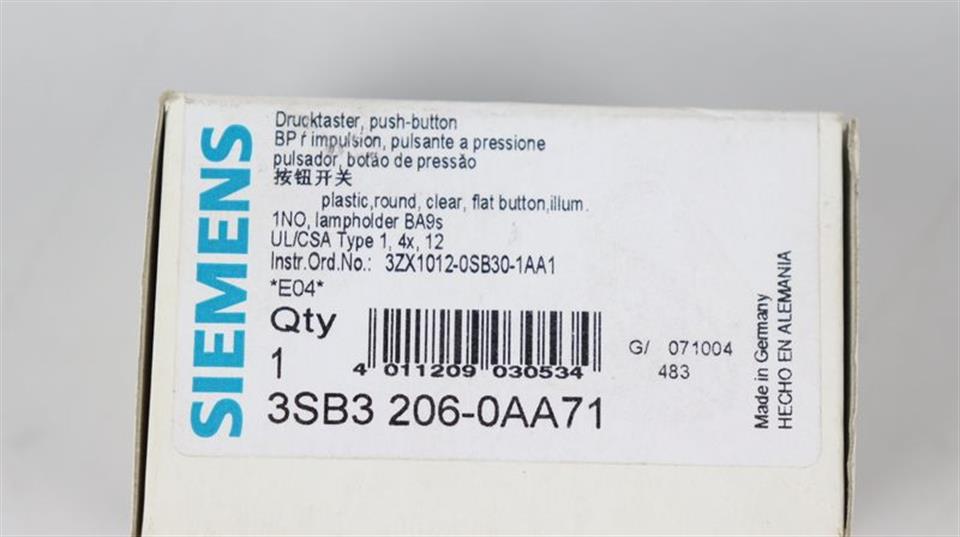 SIEMENS
Drucktaster, push-button
BP r impulsion, pulsante a pressione
pulsador, botão de pressão
按钮开关
plastic,round, clear, flat button,illum.
1NO, lampholder BA9s
UL/CSA Type 1, 4x, 12
Instr.Ord.No.: 3ZX1012-0SB30-1AA1
*E04*
Qty
1
4 011209 030534
G/ 071004
483
3SB3 206-0AA71
Made in Germany
HECHO EN ALEMANIA